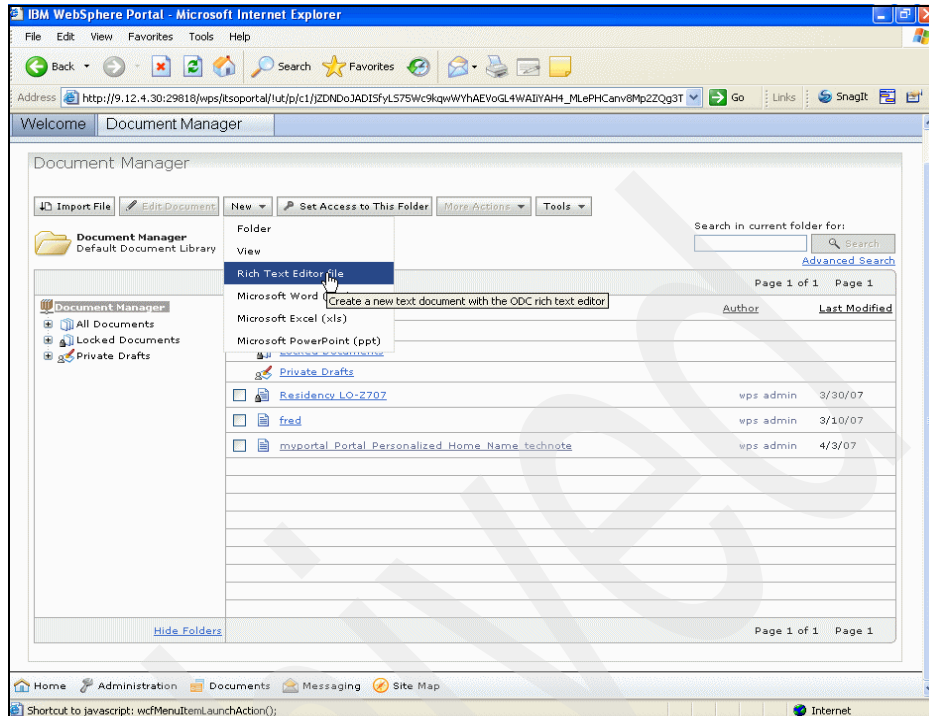 IBM WebSphere Portal - Microsoft Internet Explorer
File Edit View Favorites Tools Help
Back Search Favorites
Address http://9.12.4.30:29818/wps/itsoportal/!ut/p/c1/ Go Links SnagIt
Welcome Document Manager
Document Manager
Import File Edit Document New Set Access to This Folder More Actions Tools
Folder
View
Rich Text Editor file
Microsoft Word
Create a new text document with the ODC rich text editor
Microsoft Excel (xls)
Microsoft PowerPoint (ppt)
Document Manager
Default Document Library
Search in current folder for:
Search
Advanced Search
Page 1 of 1 Page 1
Document Manager
All Documents
Locked Documents
Private Drafts
Author Last Modified
Locked Documents
Private Drafts
Residency LO-Z707 wps admin 3/30/07
fred wps admin 3/10/07
myportal Portal Personalized Home Name technote wps admin 4/3/07
Hide Folders
Page 1 of 1 Page 1
Home Administration Documents Messaging Site Map
Shortcut to javascript: wcfMenuItemLaunchAction(); Internet